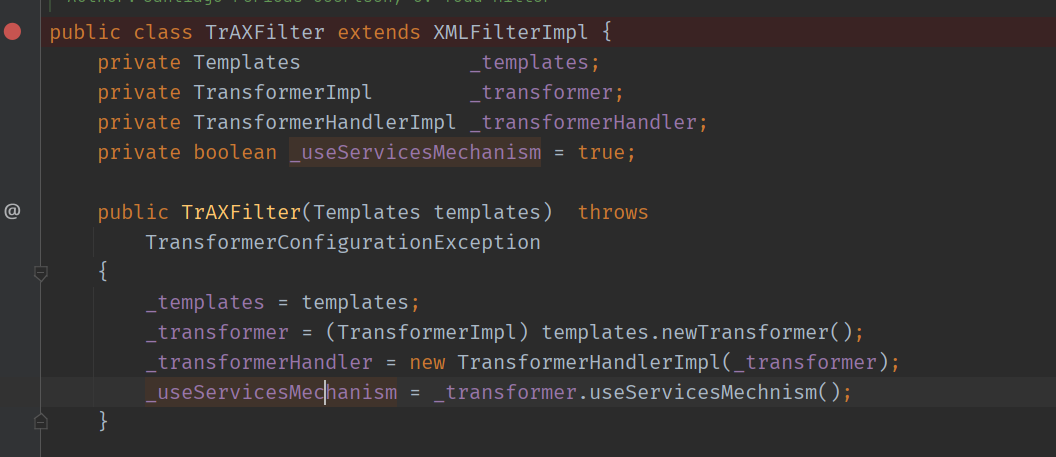 public class TrAXFilter extends XMLFilterImpl {
private Templates _templates;
private TransformerImpl _transformer;
private TransformerHandlerImpl _transformerHandler;
private boolean _useServicesMechanism = true;
@ public TrAXFilter(Templates templates) throws
TransformerConfigurationException
{
_templates = templates;
_transformer = (TransformerImpl) templates.newTransformer();
_transformerHandler = new TransformerHandlerImpl(_transformer);
_useServicesMechanism = _transformer.useServicesMechnism();
}